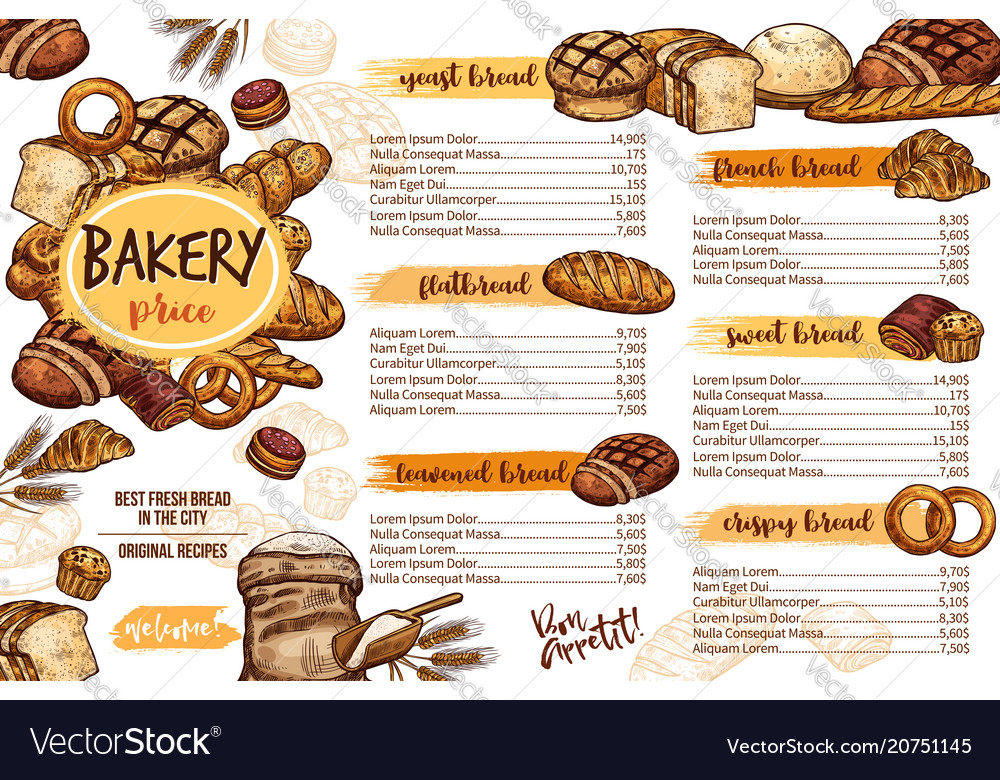 BAKERY
price
BEST FRESH BREAD
IN THE CITY
ORIGINAL RECIPES
welcome!
yeast bread
Lorem Ipsum Dolor 14,90$
Nulla Consequat Massa 17$
Aliquam Lorem 10,70$
Nam Eget Dui 15$
Curabitur Ullamcorper 15,10$
Lorem Ipsum Dolor 5,80$
Nulla Consequat Massa 7,60$
flatbread
Aliquam Lorem 9,70$
Nam Eget Dui 7,90$
Curabitur Ullamcorper 5,10$
Lorem Ipsum Dolor 8,30$
Nulla Consequat Massa 5,60$
Aliquam Lorem 7,50$
leavened bread
Lorem Ipsum Dolor 8,30$
Nulla Consequat Massa 5,60$
Aliquam Lorem 7,50$
Lorem Ipsum Dolor 5,80$
Nulla Consequat Massa 7,60$
Bon
Appetit!
french bread
Lorem Ipsum Dolor 8,30$
Nulla Consequat Massa 5,60$
Aliquam Lorem 7,50$
Lorem Ipsum Dolor 5,80$
Nulla Consequat Massa 7,60$
sweet bread
Lorem Ipsum Dolor 14,90$
Nulla Consequat Massa 17$
Aliquam Lorem 10,70$
Nam Eget Dui 15$
Curabitur Ullamcorper 15,10$
Lorem Ipsum Dolor 5,80$
Nulla Consequat Massa 7,60$
crispy bread
Aliquam Lorem 9,70$
Nam Eget Dui 7,90$
Curabitur Ullamcorper 5,10$
Lorem Ipsum Dolor 8,30$
Nulla Consequat Massa 5,60$
Aliquam Lorem 7,50$
VectorStock®
VectorStock.com/20751145